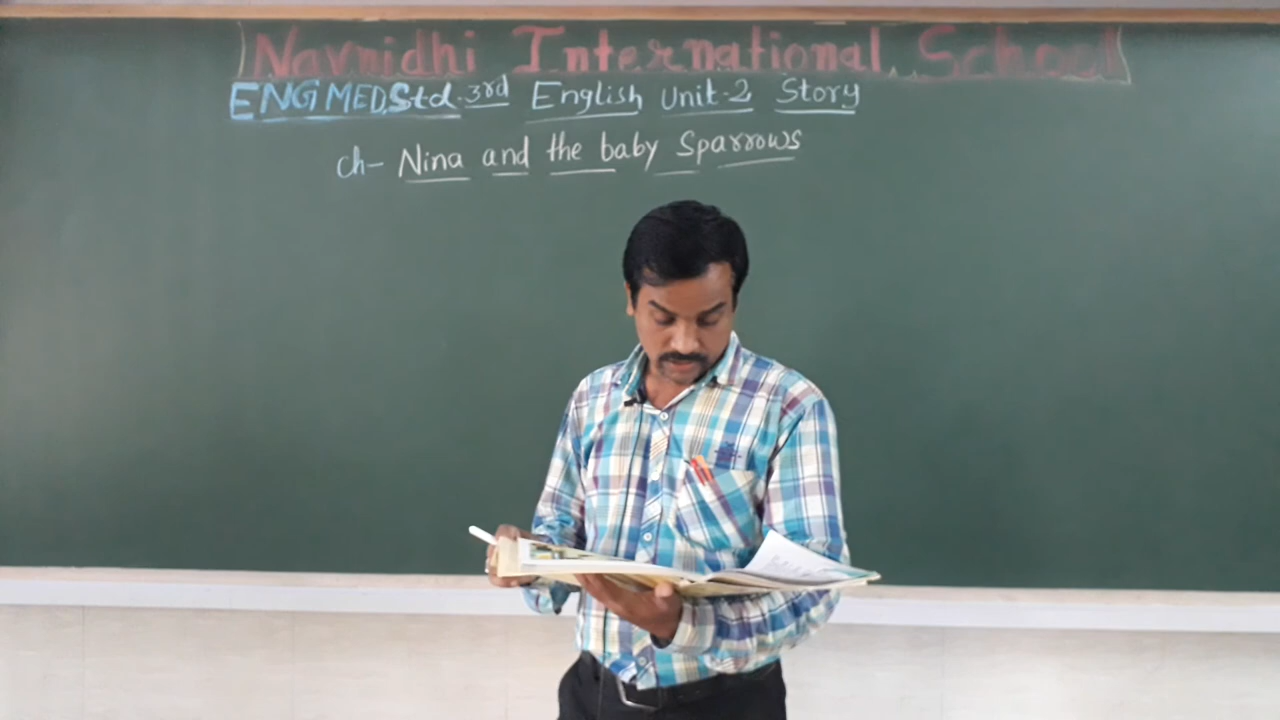 Navnidhi International School
ENG MED, Std-3rd English Unit-2 Story
ch- Nina and the baby Sparrows